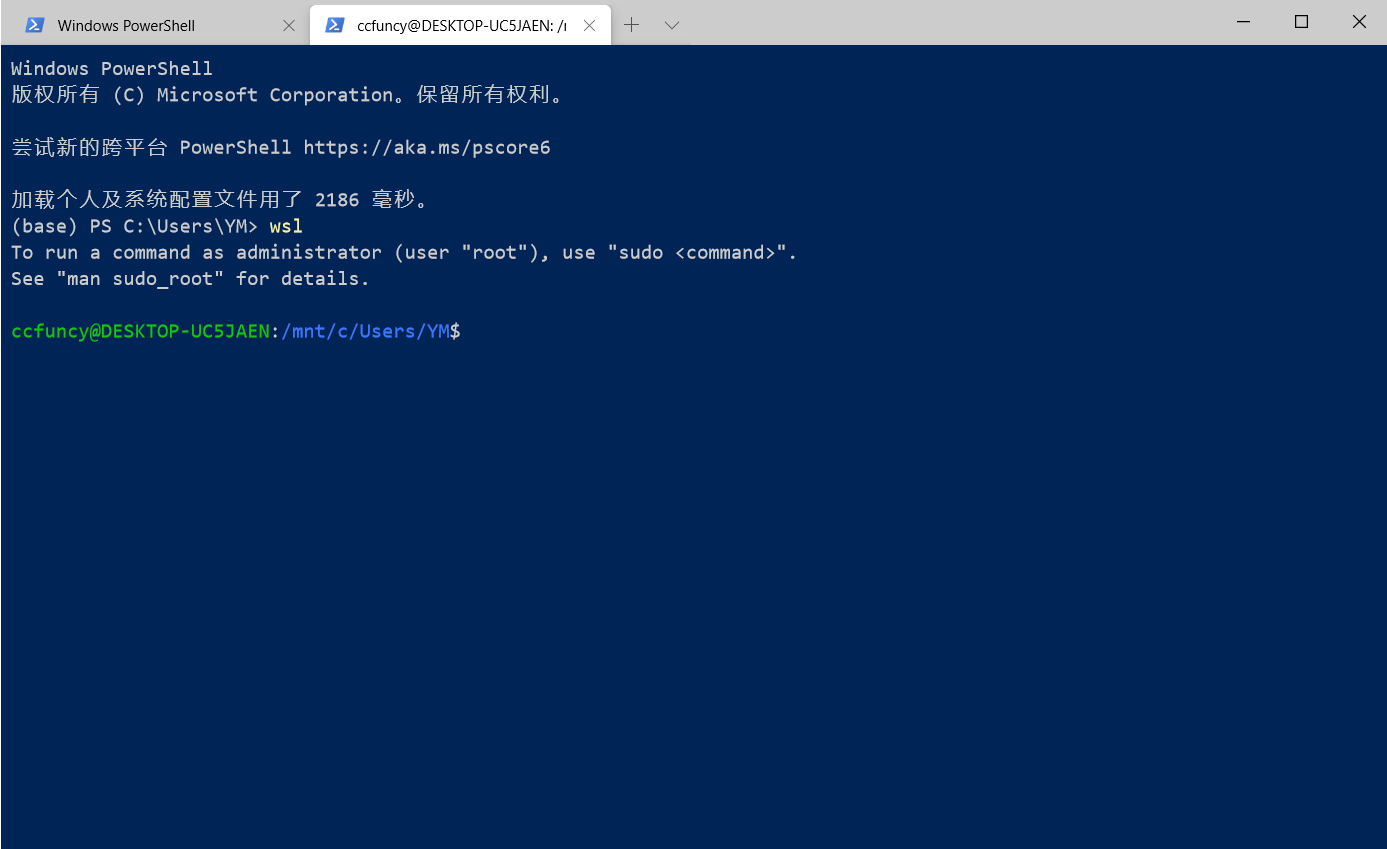 Windows PowerShell
ccfuncy@DESKTOP-UC5JAEN: /r
Windows PowerShell
版权所有 (C) Microsoft Corporation。保留所有权利。
尝试新的跨平台 PowerShell https://aka.ms/pscore6
加载个人及系统配置文件用了 2186 毫秒。
(base) PS C:\Users\YM> wsl
To run a command as administrator (user "root"), use "sudo <command>".
See "man sudo_root" for details.
ccfuncy@DESKTOP-UC5JAEN:/mnt/c/Users/YM$